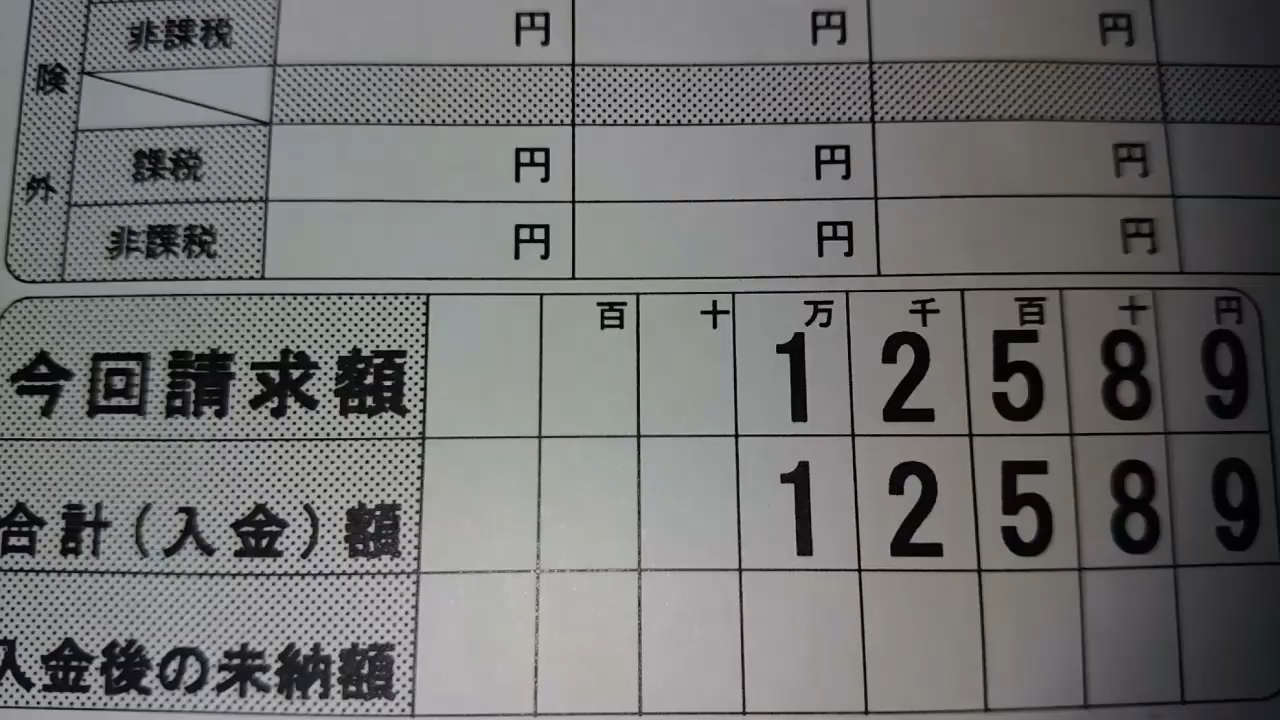 非課税 円 円 円
険
課税 円 円 円
外
非課税 円 円 円
百 十 万 千 百 十 円
今回請求額 1 2 5 8 9
合計(入金)額 1 2 5 8 9
入金後の未納額